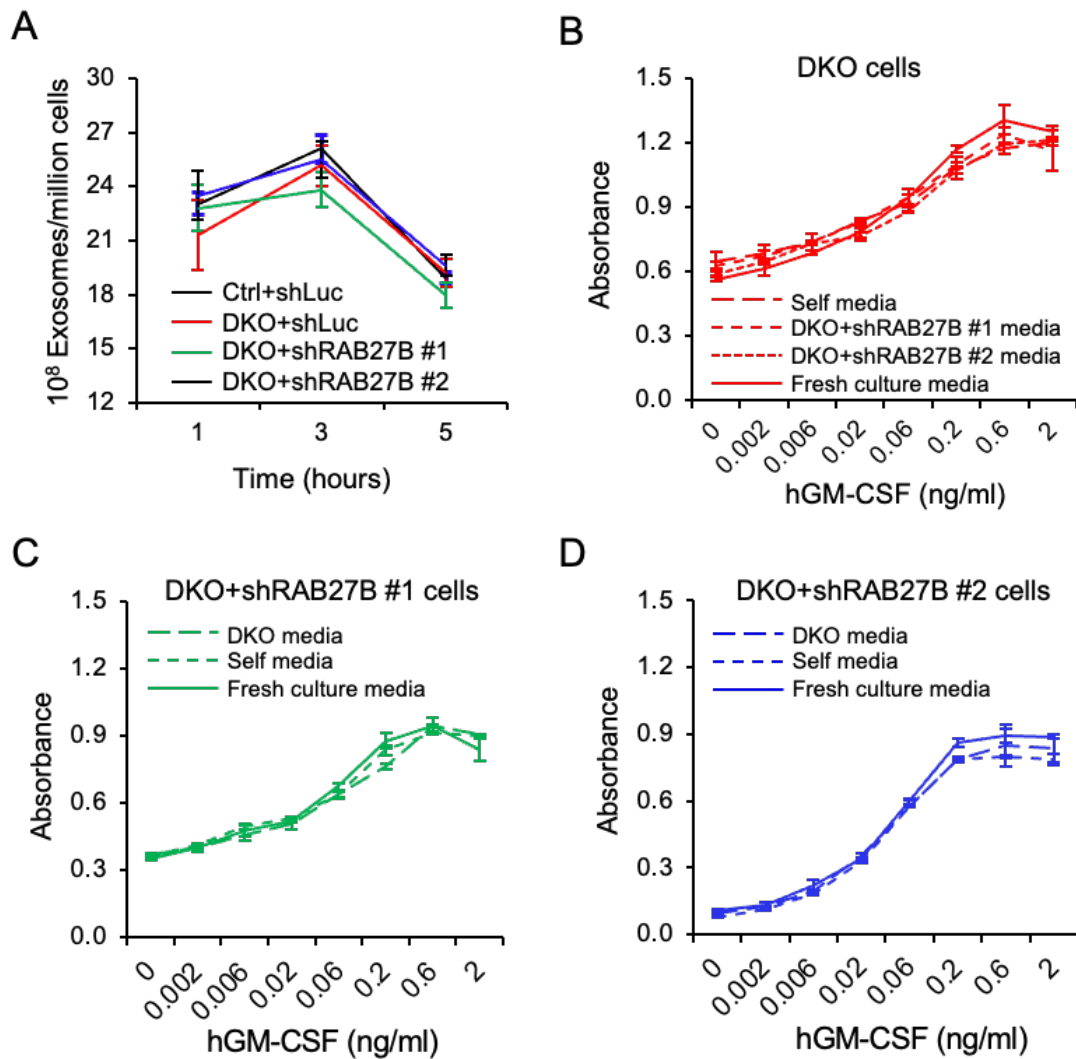 A
30
27
24
21
18
15
12
10⁸ Exosomes/million cells
Ctrl+shLuc
DKO+shLuc
DKO+shRAB27B #1
DKO+shRAB27B #2
1
3
5
Time (hours)
B
DKO cells
1.5
1.2
0.9
0.6
0.3
0.0
Absorbance
Self media
DKO+shRAB27B #1 media
DKO+shRAB27B #2 media
Fresh culture media
0
0.002
0.006
0.02
0.06
0.2
0.6
2
hGM-CSF (ng/ml)
C
DKO+shRAB27B #1 cells
1.5
1.2
0.9
0.6
0.3
0.0
Absorbance
DKO media
Self media
Fresh culture media
0
0.002
0.006
0.02
0.06
0.2
0.6
2
hGM-CSF (ng/ml)
D
DKO+shRAB27B #2 cells
1.5
1.2
0.9
0.6
0.3
0.0
Absorbance
DKO media
Self media
Fresh culture media
0
0.002
0.006
0.02
0.06
0.2
0.6
2
hGM-CSF (ng/ml)